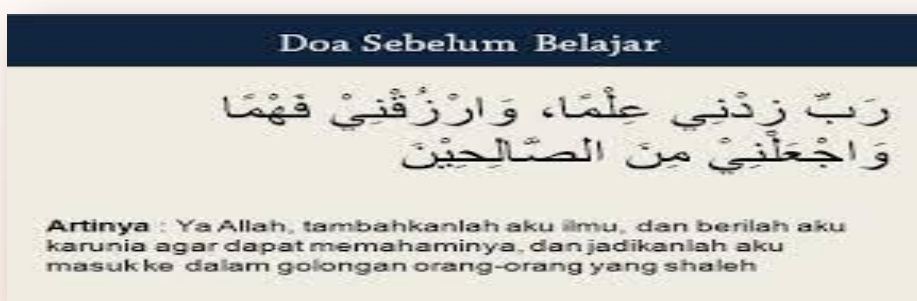 Doa Sebelum Belajar
رَبِّ زِدْنِي عِلْمًا، وَارْزُقْنِيْ فَهْمًا
وَاجْعَلْنِيْ مِنَ الصَّالِحِيْنَ
Artinya : Ya Allah, tambahkanlah aku ilmu, dan berilah aku
karunia agar dapat memahaminya, dan jadikanlah aku
masuk ke dalam golongan orang-orang yang shaleh